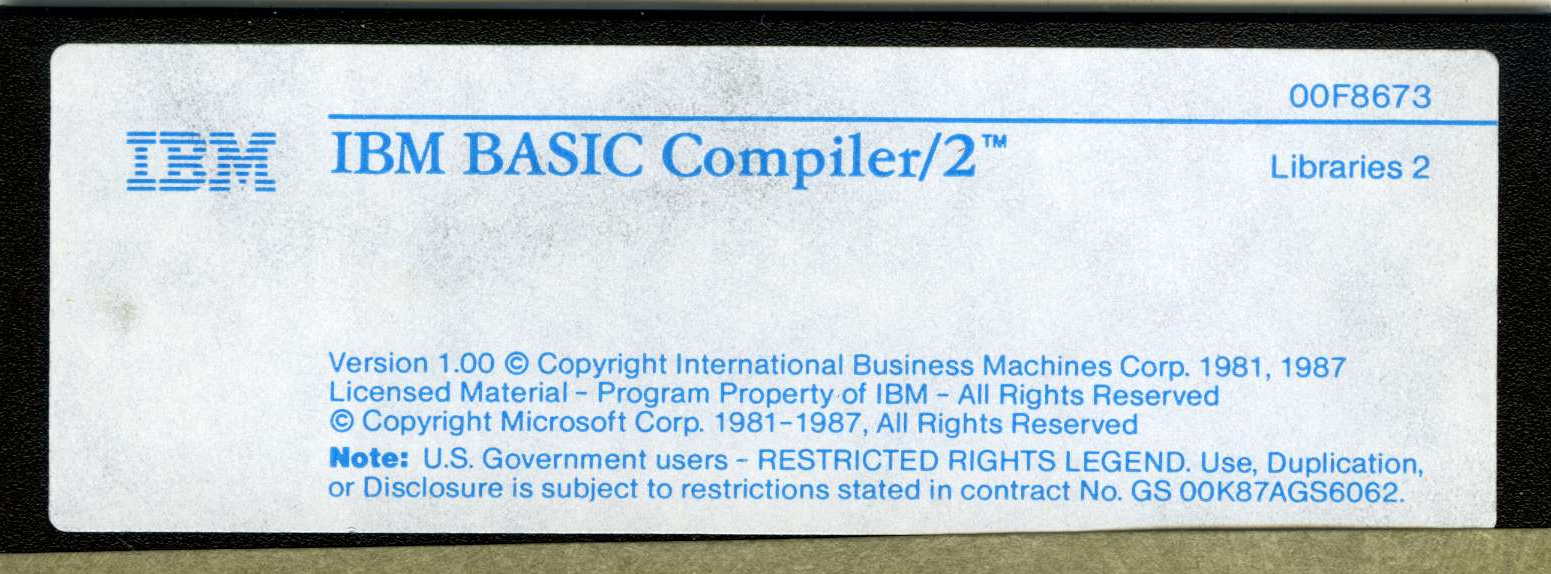 00F8673
IBM
IBM BASIC Compiler/2™
Libraries 2
Version 1.00 © Copyright International Business Machines Corp. 1981, 1987
Licensed Material – Program Property of IBM – All Rights Reserved
© Copyright Microsoft Corp. 1981–1987, All Rights Reserved
Note: U.S. Government users – RESTRICTED RIGHTS LEGEND. Use, Duplication,
or Disclosure is subject to restrictions stated in contract No. GS 00K87AGS6062.